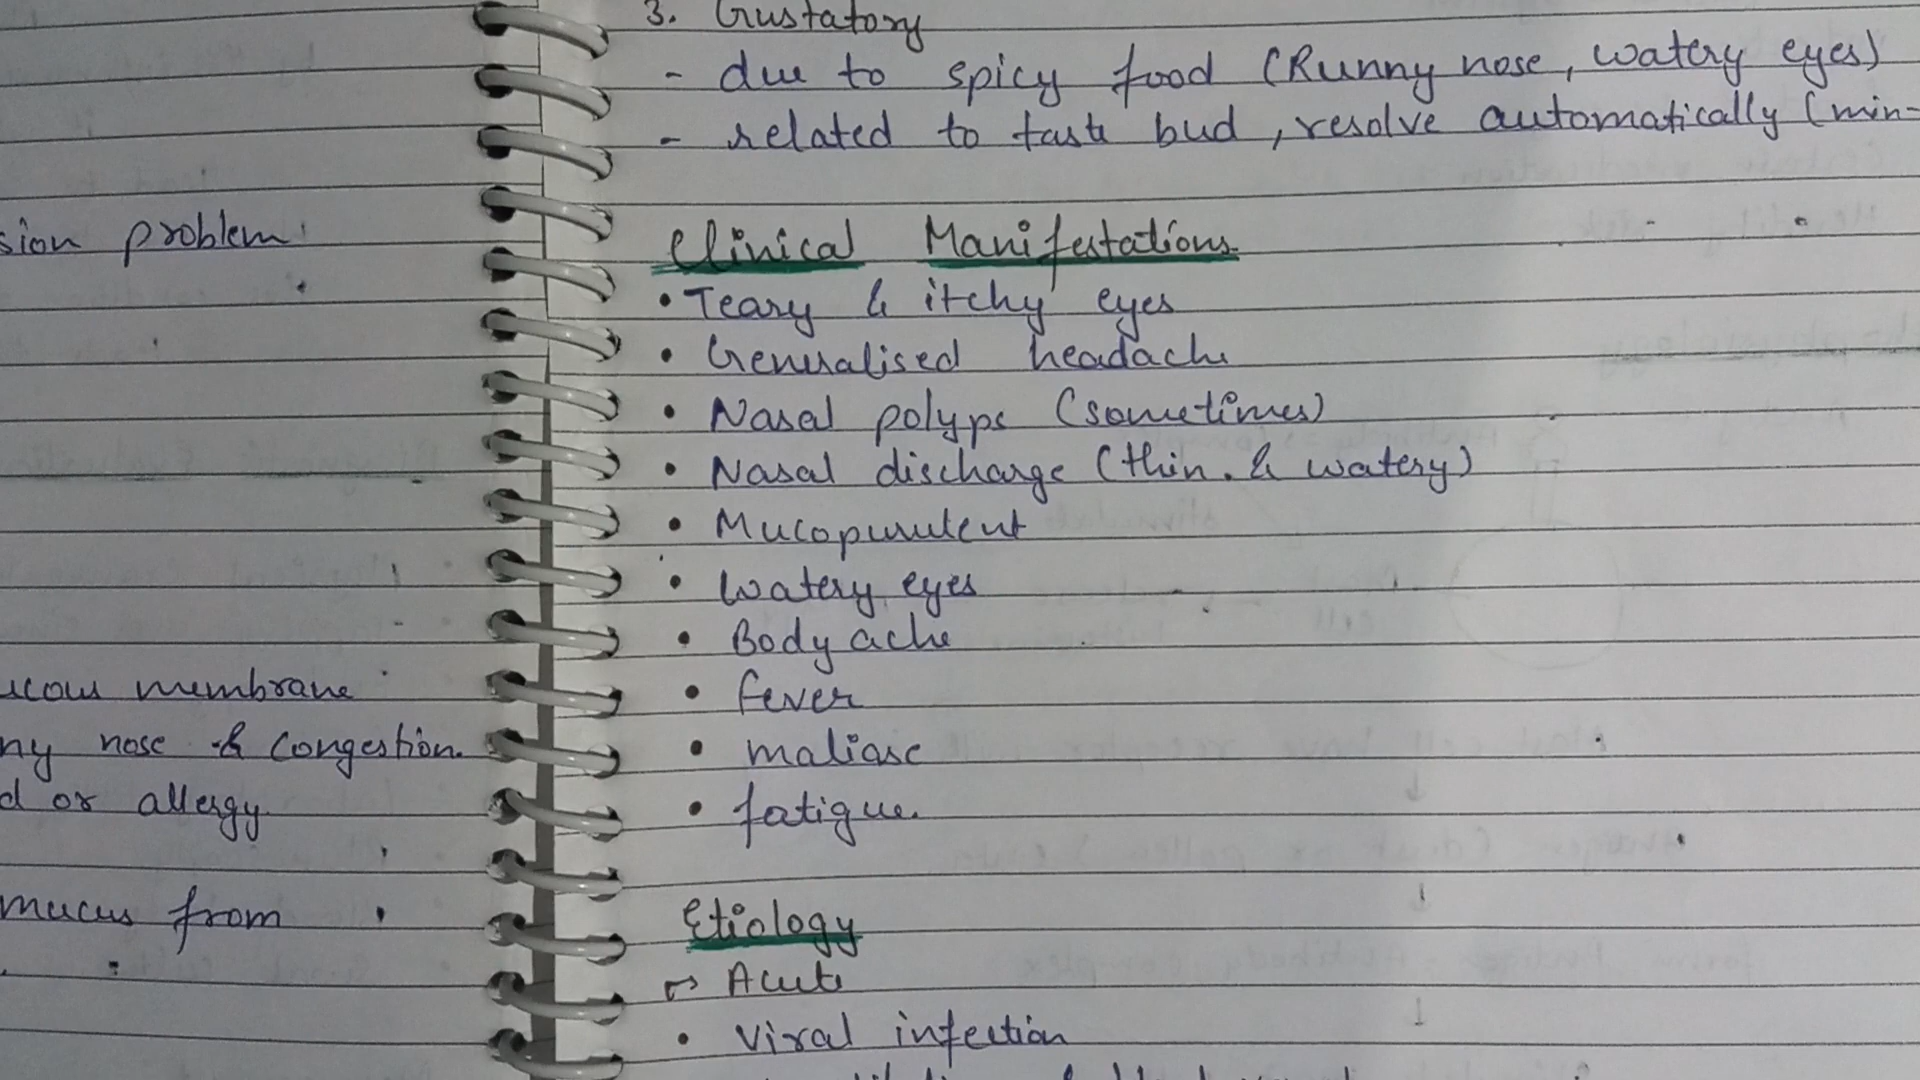 sion problem
ucous membrane
ny nose & congestion.
d or allergy
mucus from
3. Gustatory
- due to spicy food (Runny nose, watery eyes)
- related to taste bud, resolve automatically (min-
Clinical Manifestations
• Teary & itchy eyes
• Generalised headache
• Nasal polyps (sometimes)
• Nasal discharge (thin & watery)
• Mucopurulent
• Watery eyes
• Body ache
• fever
• maliase
• fatigue.
Etiology
↪ Acute
• Viral infection